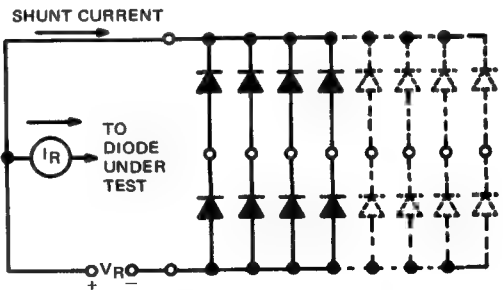 SHUNT CURRENT
IR
TO
DIODE
UNDER
TEST
VR
+ −